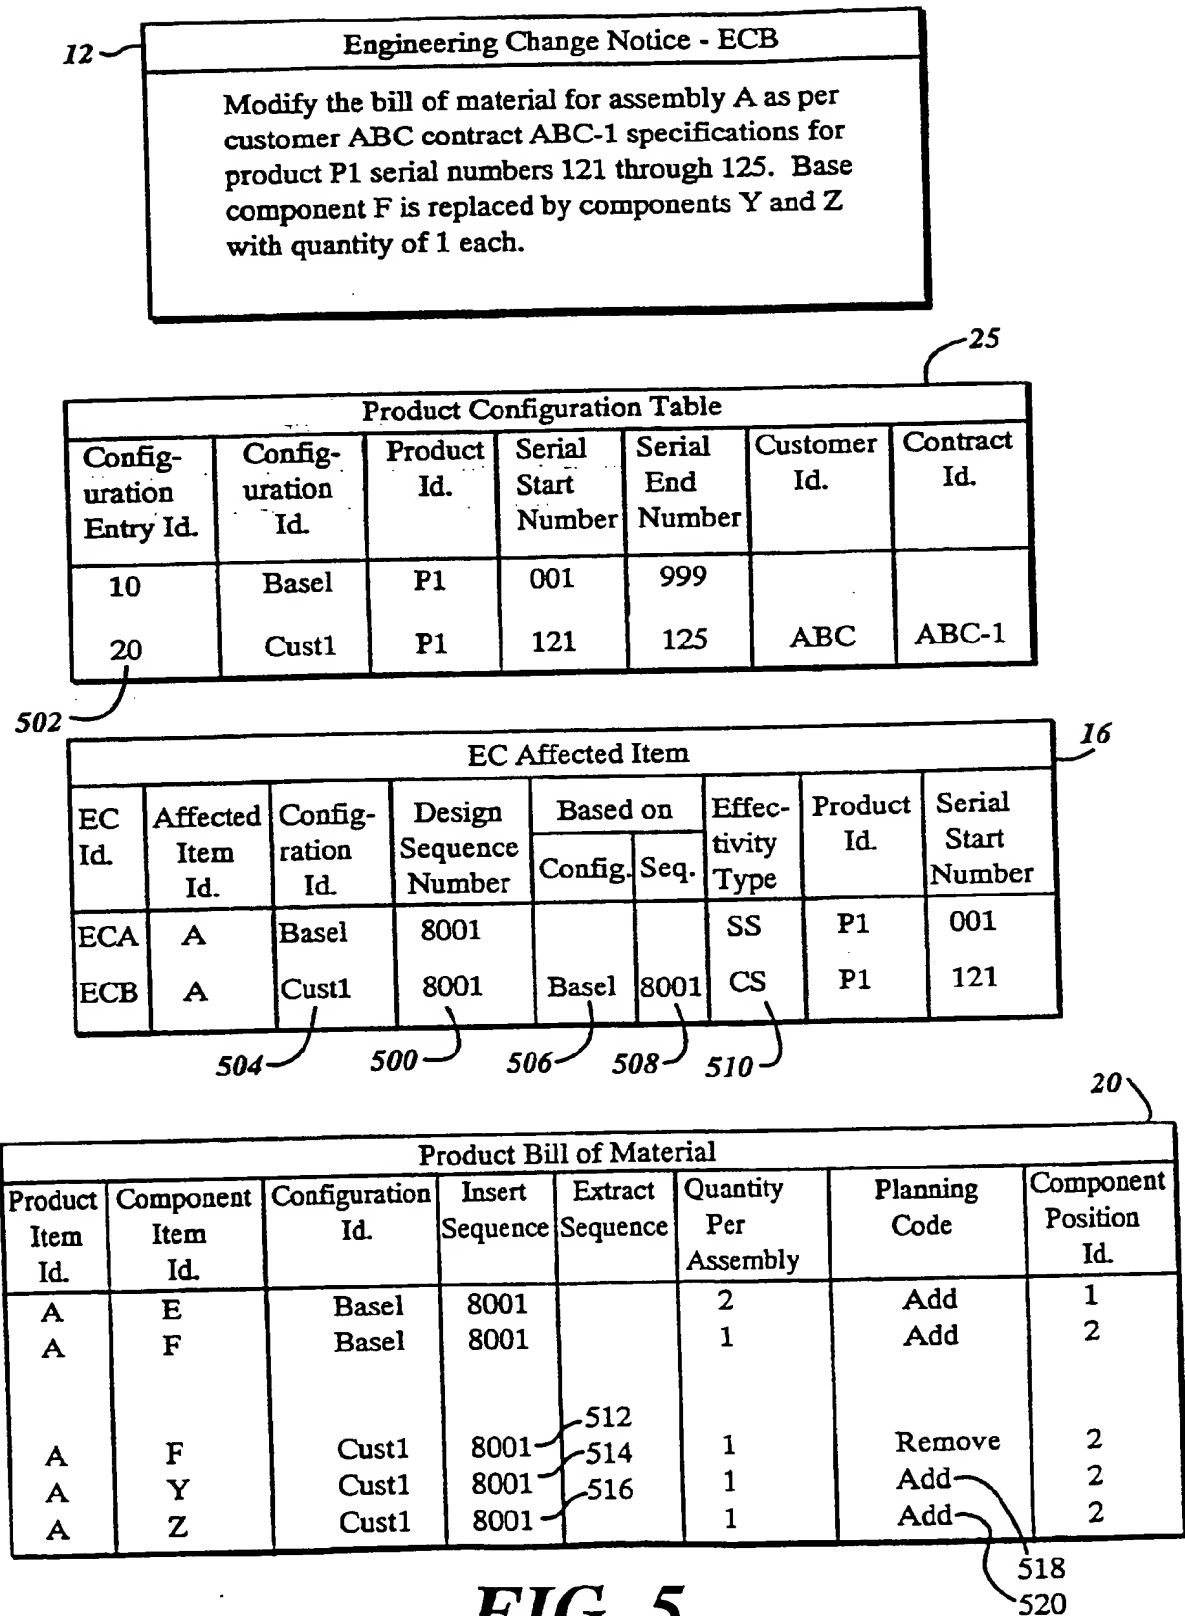 12
Engineering Change Notice - ECB
Modify the bill of material for assembly A as per
customer ABC contract ABC-1 specifications for
product P1 serial numbers 121 through 125. Base
component F is replaced by components Y and Z
with quantity of 1 each.
25
Product Configuration Table
Config- Config- Product Serial Serial Customer Contract
uration uration Id. Start End Id. Id.
Entry Id. Id. Number Number
10 Basel P1 001 999
20 Cust1 P1 121 125 ABC ABC-1
502
16
EC Affected Item
EC Affected Config- Design Based on Effec- Product Serial
Id. Item ration Sequence Config. Seq. tivity Id. Start
Id. Id. Number Type Number
ECA A Basel 8001 SS P1 001
ECB A Cust1 8001 Basel 8001 CS P1 121
504 500 506 508 510
20
Product Bill of Material
Product Component Configuration Insert Extract Quantity Planning Component
Item Item Id. Sequence Sequence Per Code Position
Id. Id. Assembly Id.
A E Basel 8001 2 Add 1
A F Basel 8001 1 Add 2
512
A F Cust1 8001 1 Remove 2
514
A Y Cust1 8001 1 Add 2
516
A Z Cust1 8001 1 Add 2
518
520
FIG. 5